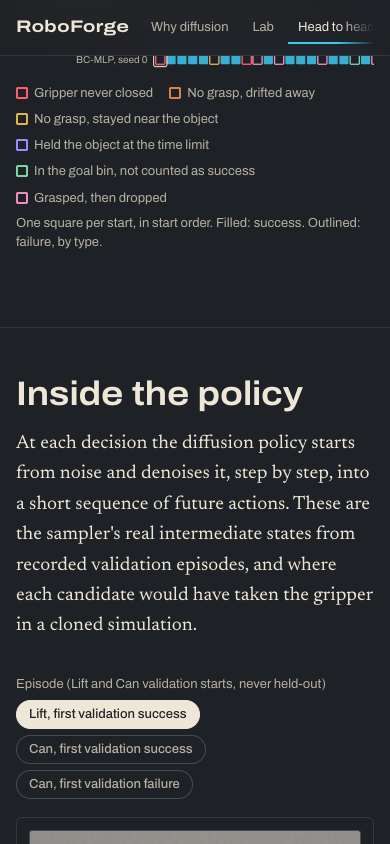 RoboForge Why diffusion Lab Head to head
BC-MLP, seed 0
Gripper never closed No grasp, drifted away
No grasp, stayed near the object
Held the object at the time limit
In the goal bin, not counted as success
Grasped, then dropped
One square per start, in start order. Filled: success. Outlined:
failure, by type.
Inside the policy
At each decision the diffusion policy starts
from noise and denoises it, step by step, into
a short sequence of future actions. These are
the sampler's real intermediate states from
recorded validation episodes, and where
each candidate would have taken the gripper
in a cloned simulation.
Episode (Lift and Can validation starts, never held-out)
Lift, first validation success
Can, first validation success
Can, first validation failure